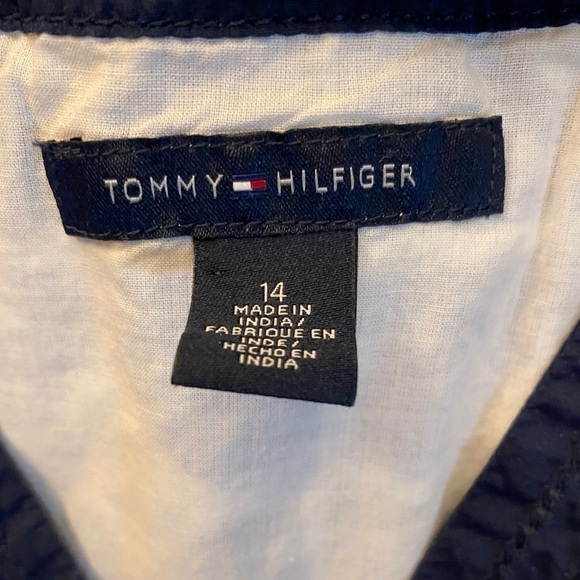 TOMMY HILFIGER
14
MADE IN
INDIA/
FABRIQUE EN
INDE/
HECHO EN
INDIA